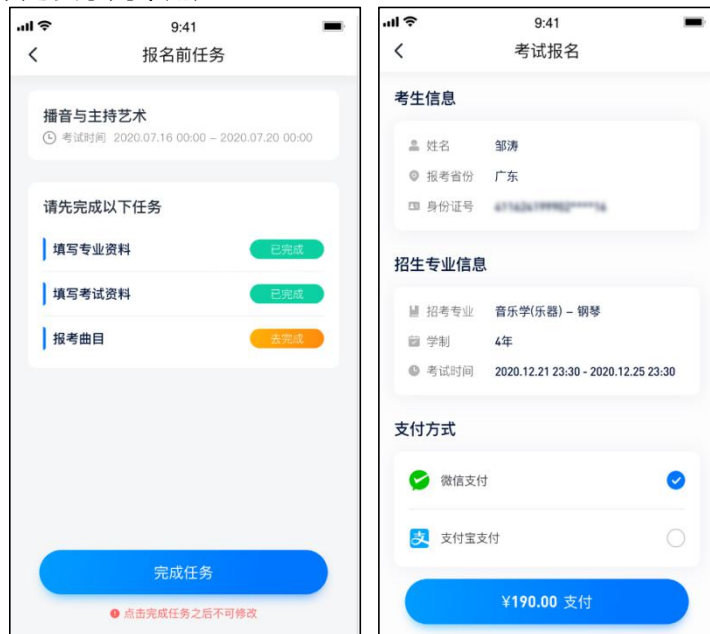 9:41
报名前任务
播音与主持艺术
考试时间 2020.07.16 00:00 – 2020.07.20 00:00
请先完成以下任务
填写专业资料 已完成
填写考试资料 已完成
报考曲目 去完成
完成任务
点击完成任务之后不可修改
9:41
考试报名
考生信息
姓名 邹涛
报考省份 广东
身份证号
招生专业信息
招考专业 音乐学(乐器) – 钢琴
学制 4年
考试时间 2020.12.21 23:30 - 2020.12.25 23:30
支付方式
微信支付
支 支付宝支付
¥190.00 支付